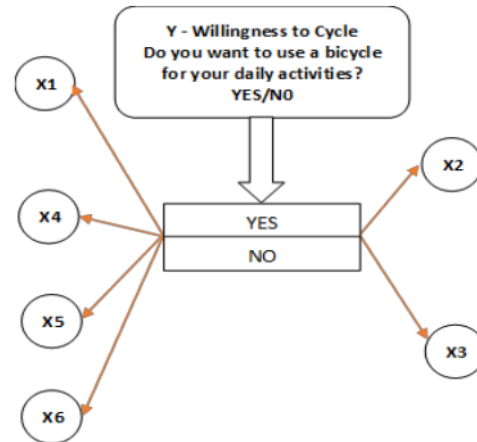 Y - Willingness to Cycle
Do you want to use a bicycle
for your daily activities?
YES/N0
X1
X2
X4
YES
NO
X5
X3
X6